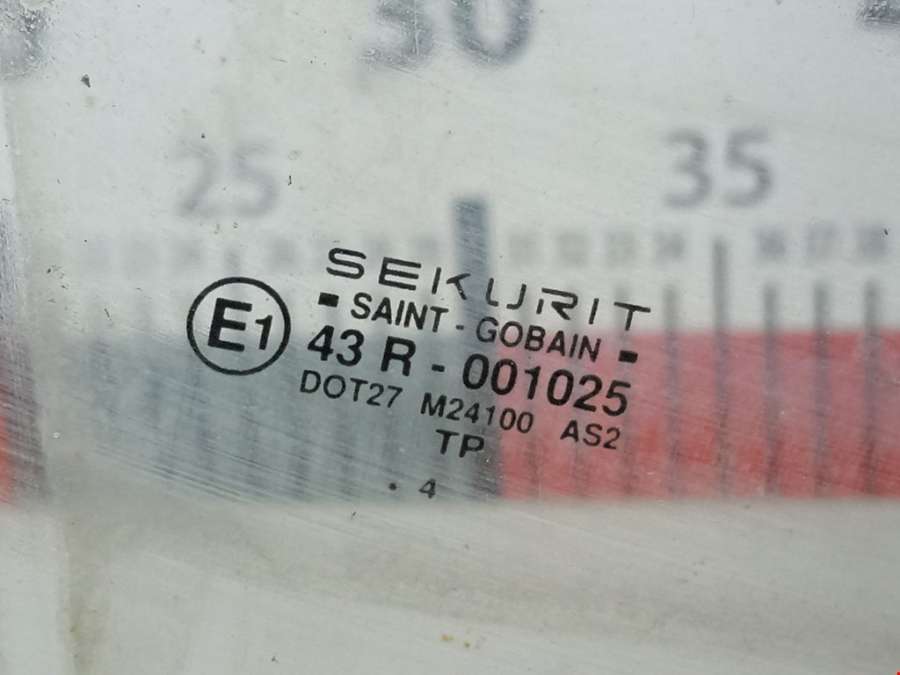 30
25
35
SEKURIT
SAINT - GOBAIN
E1
43 R - 001025
DOT27 M24100 AS2
TP
. 4